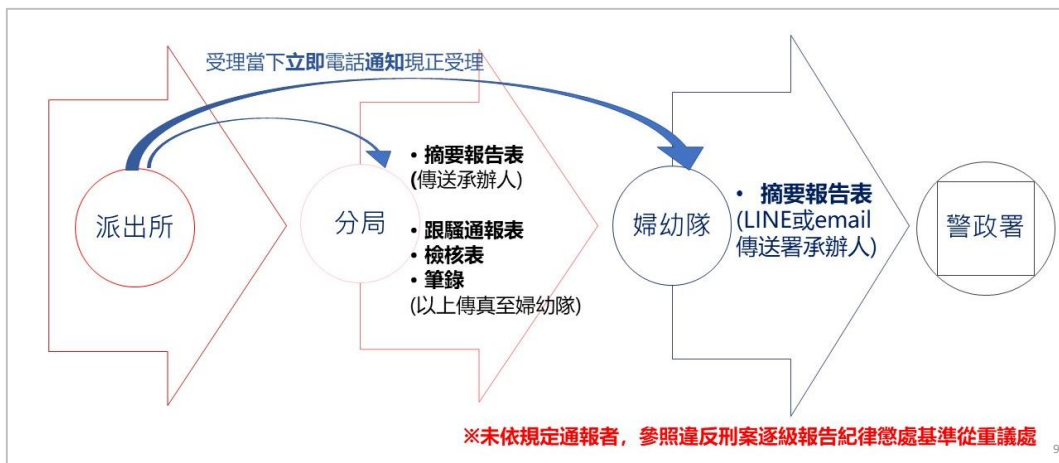 受理當下立即電話通知現正受理
派出所
分局
• 摘要報告表
(傳送承辦人)
• 跟騷通報表
• 檢核表
• 筆錄
(以上傳真至婦幼隊)
婦幼隊
• 摘要報告表
(LINE或email
傳送署承辦人)
警政署
※未依規定通報者，參照違反刑案逐級報告紀律懲處基準從重議處
9